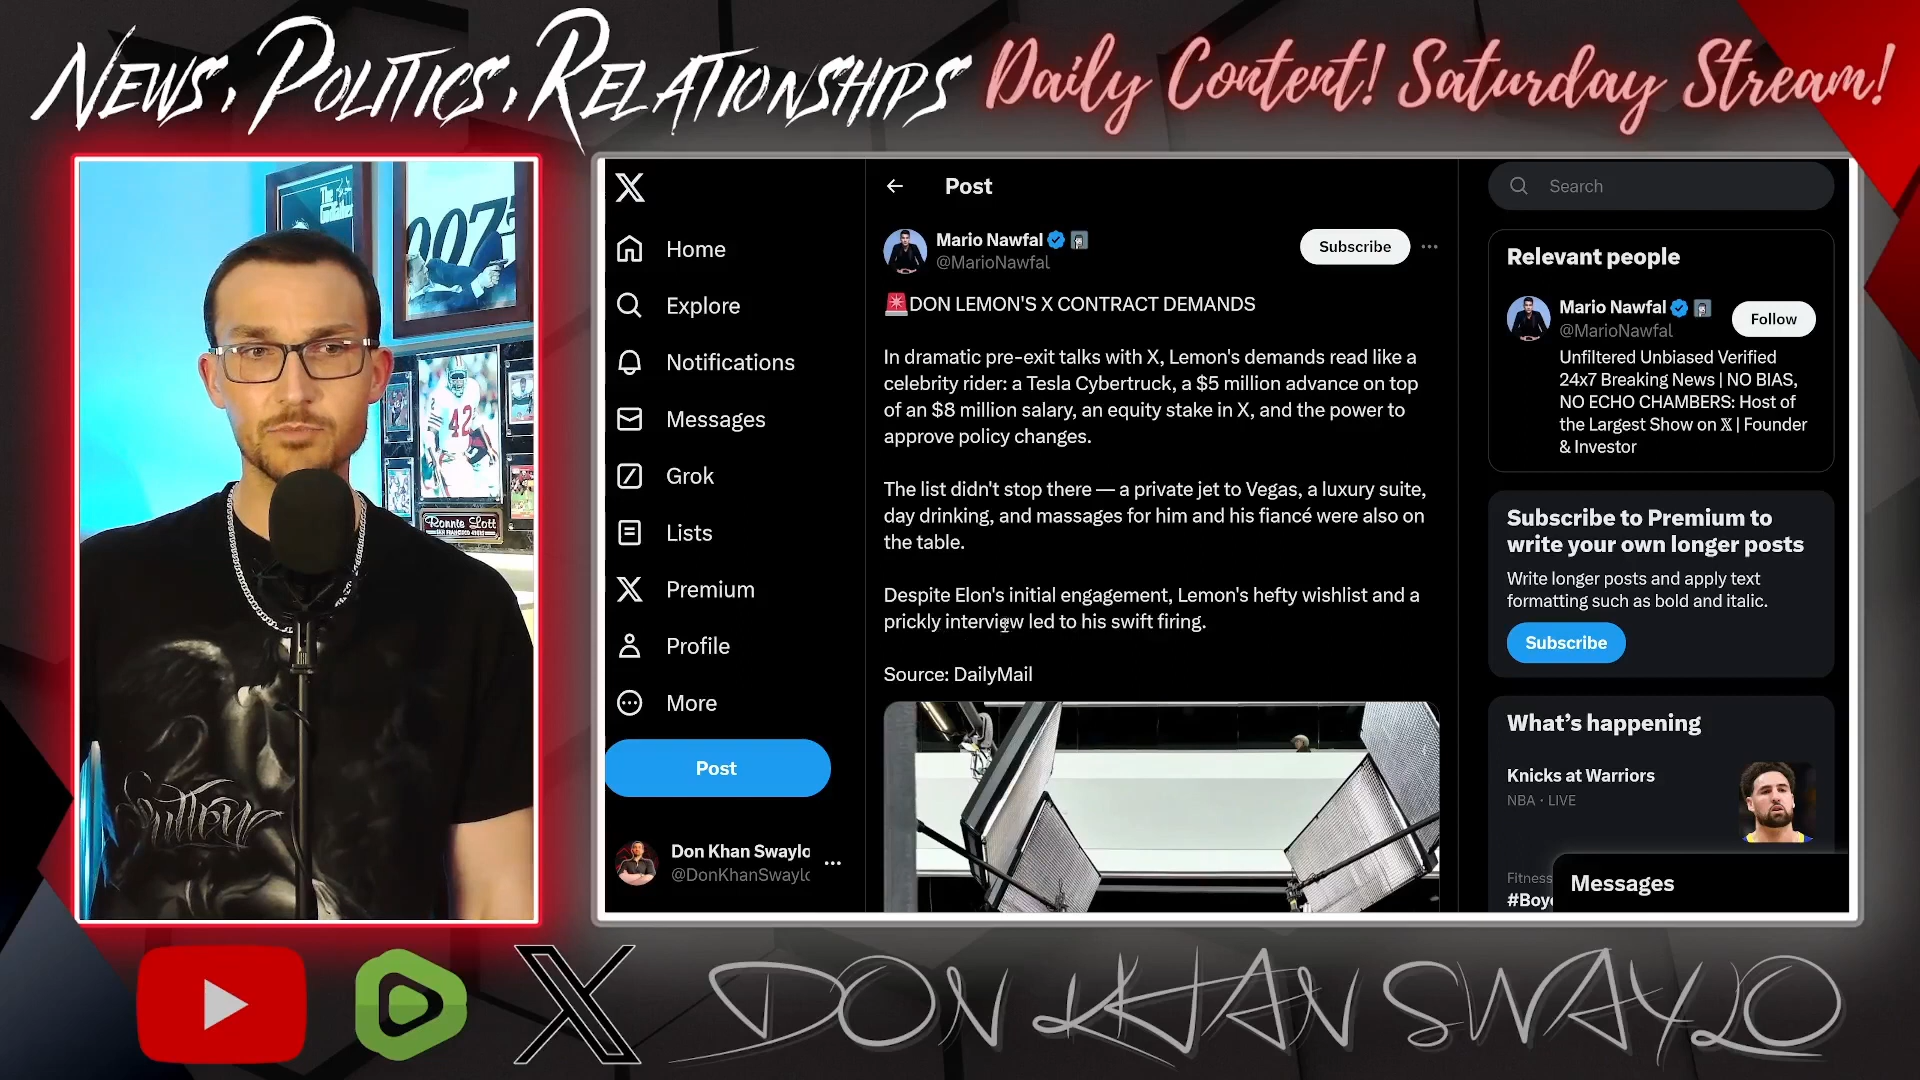 News, Politics, Relationships Daily Content! Saturday Stream!
The
Godfather
007
42
Ronnie Lott
Home
Explore
Notifications
Messages
Grok
Lists
Premium
Profile
More
Post
Don Khan Swaylo
@DonKhanSwaylo
Post
Mario Nawfal
@MarioNawfal
Subscribe
🚨DON LEMON'S X CONTRACT DEMANDS
In dramatic pre-exit talks with X, Lemon's demands read like a
celebrity rider: a Tesla Cybertruck, a $5 million advance on top
of an $8 million salary, an equity stake in X, and the power to
approve policy changes.
The list didn't stop there — a private jet to Vegas, a luxury suite,
day drinking, and massages for him and his fiancé were also on
the table.
Despite Elon's initial engagement, Lemon's hefty wishlist and a
prickly interview led to his swift firing.
Source: DailyMail
Search
Relevant people
Mario Nawfal
@MarioNawfal
Follow
Unfiltered Unbiased Verified
24x7 Breaking News | NO BIAS,
NO ECHO CHAMBERS: Host of
the Largest Show on 𝕏 | Founder
& Investor
Subscribe to Premium to
write your own longer posts
Write longer posts and apply text
formatting such as bold and italic.
Subscribe
What's happening
Knicks at Warriors
NBA · LIVE
Fitness
#Boyc
Messages
DON KHAN SWAYLO